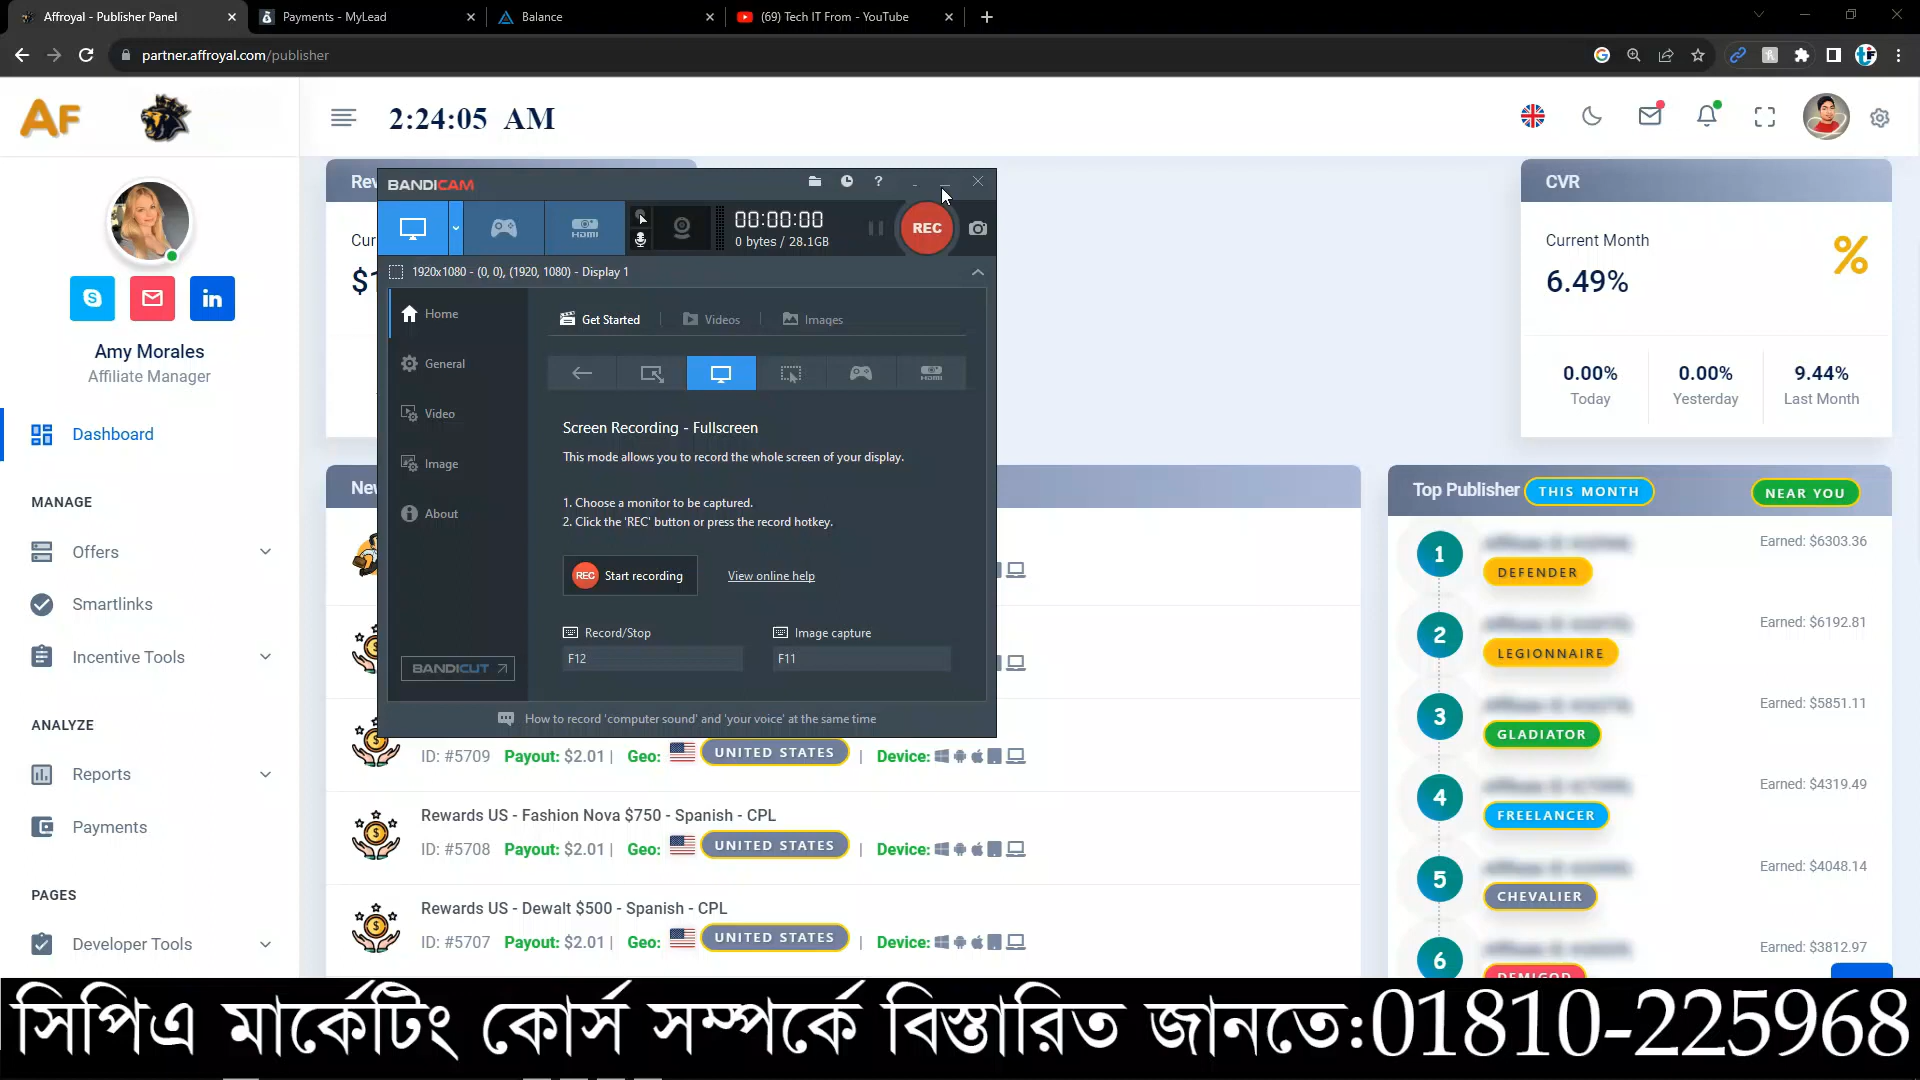 Affroyal - Publisher Panel
Payments - MyLead
Balance
(69) Tech IT From - YouTube
partner.affroyal.com/publisher
AF
2:24:05 AM
Amy Morales
Affiliate Manager
Dashboard
MANAGE
Offers
Smartlinks
Incentive Tools
ANALYZE
Reports
Payments
PAGES
Developer Tools
BANDICAM
00:00:00
0 bytes / 28.1GB
REC
HDMI
1920x1080 - (0, 0), (1920, 1080) - Display 1
Home
General
Video
Image
About
BANDICUT
Get Started
Videos
Images
HDMI
Screen Recording - Fullscreen
This mode allows you to record the whole screen of your display.
1. Choose a monitor to be captured.
2. Click the 'REC' button or press the record hotkey.
REC Start recording
View online help
Record/Stop
Image capture
F12
F11
How to record 'computer sound' and 'your voice' at the same time
ID: #5709 Payout: $2.01 | Geo: UNITED STATES | Device:
Rewards US - Fashion Nova $750 - Spanish - CPL
ID: #5708 Payout: $2.01 | Geo: UNITED STATES | Device:
Rewards US - Dewalt $500 - Spanish - CPL
ID: #5707 Payout: $2.01 | Geo: UNITED STATES | Device:
CVR
Current Month
6.49%
%
0.00% 0.00% 9.44%
Today Yesterday Last Month
Top Publisher THIS MONTH NEAR YOU
1 Earned: $6303.36
DEFENDER
2 Earned: $6192.81
LEGIONNAIRE
3 Earned: $5851.11
GLADIATOR
4 Earned: $4319.49
FREELANCER
5 Earned: $4048.14
CHEVALIER
6 Earned: $3812.97
DEMIGOD
সিপিএ মার্কেটিং কোর্স সম্পর্কে বিস্তারিত জানতে:01810-225968